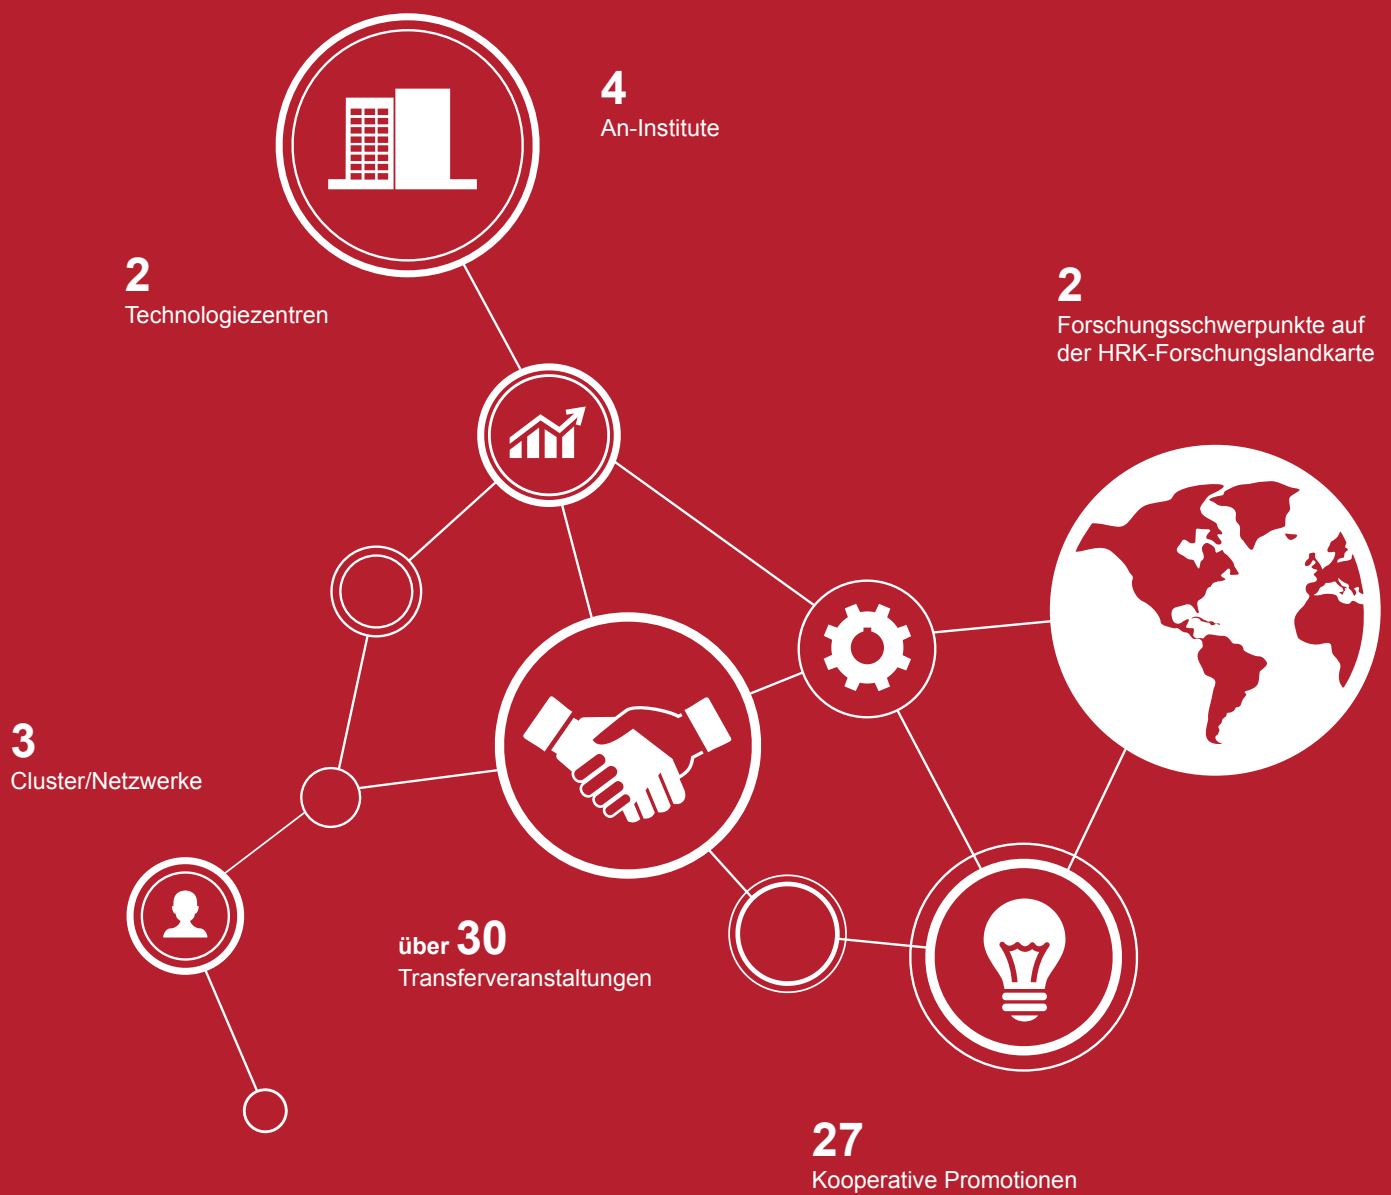 4
An-Institute
2
Technologiezentren
2
Forschungsschwerpunkte auf
der HRK-Forschungslandkarte
3
Cluster/Netzwerke
über 30
Transferveranstaltungen
27
Kooperative Promotionen